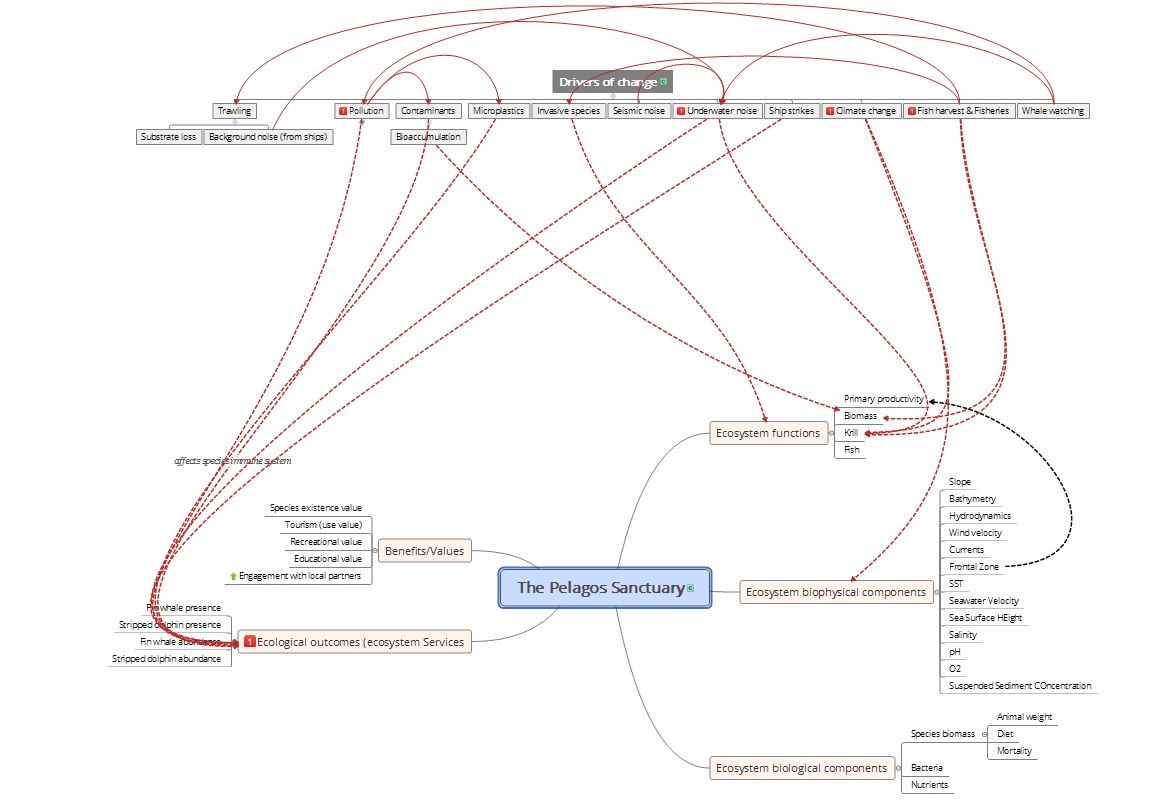 Drivers of change
Trawling
Pollution
Contaminants
Microplastics
Invasive species
Seismic noise
Underwater noise
Ship strikes
Climate change
Fish harvest & Fisheries
Whale watching
Substrate loss
Background noise (from ships)
Bioaccumulation
affects species immune system
Primary productivity
Biomass
Krill
Fish
Ecosystem functions
Slope
Bathymetry
Hydrodynamics
Wind velocity
Currents
Frontal Zone
SST
Seawater Velocity
Sea Surface HEight
Salinity
pH
O2
Suspended Sediment COncentration
Ecosystem biophysical components
Species existence value
Tourism (use value)
Recreational value
Educational value
Engagement with local partners
Benefits/Values
The Pelagos Sanctuary
Fin whale presence
Stripped dolphin presence
Fin whale abundance
Stripped dolphin abundance
1
Ecological outcomes (ecosystem Services
Animal weight
Species biomass
Diet
Mortality
Ecosystem biological components
Bacteria
Nutrients